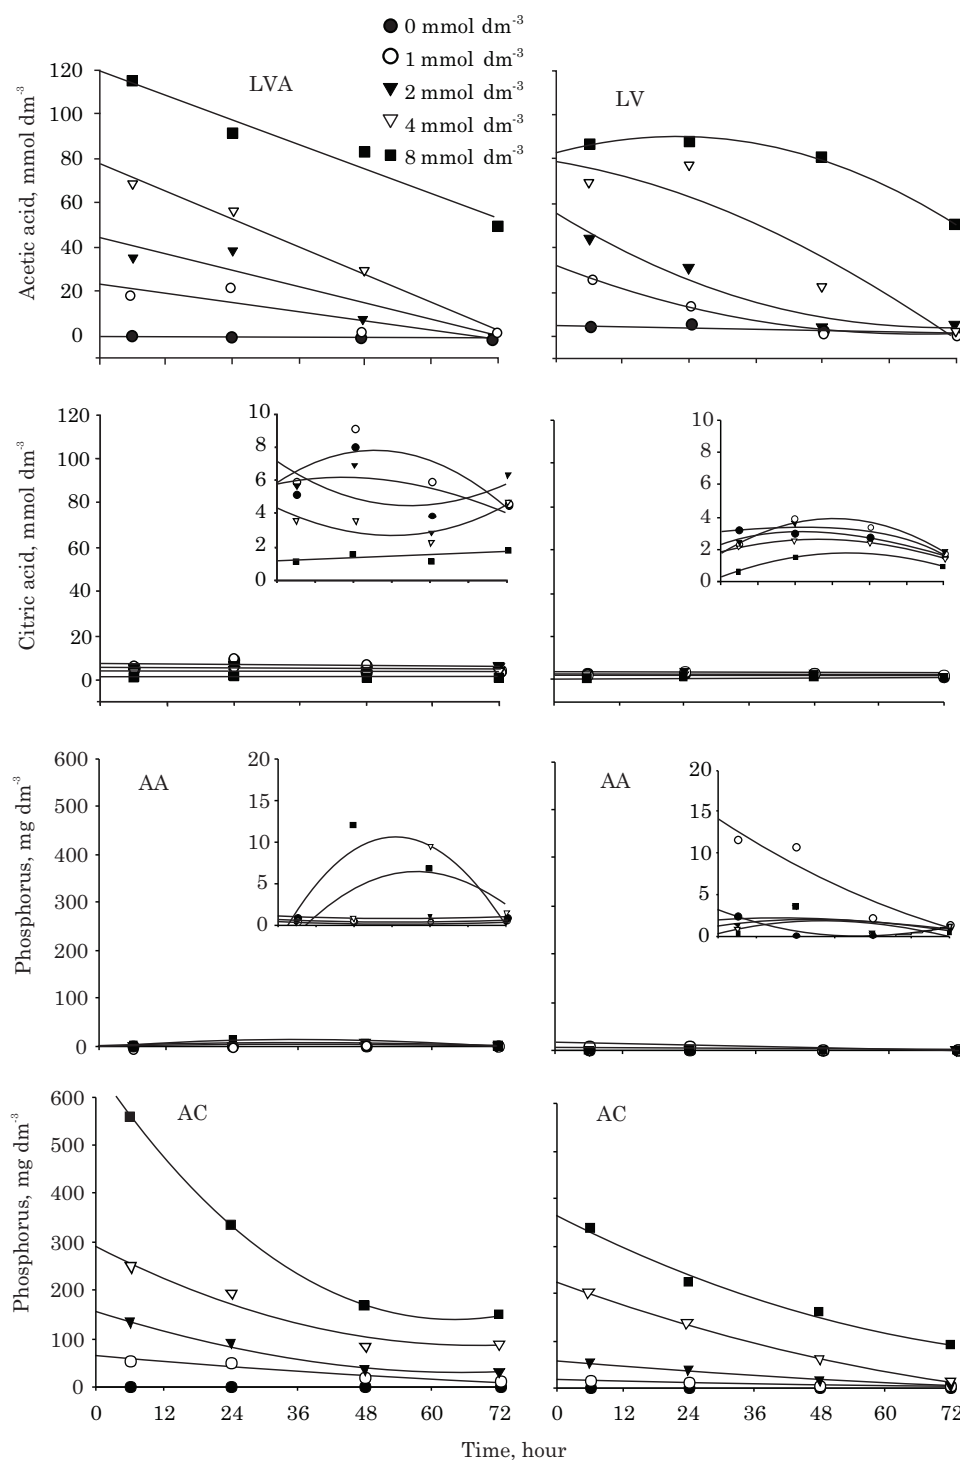 0 mmol dm-3
1 mmol dm-3
2 mmol dm-3
4 mmol dm-3
8 mmol dm-3
LVA
LV
Acetic acid, mmol dm-3
120
100
80
60
40
20
0
Citric acid, mmol dm-3
120
100
80
60
40
20
0
10
8
6
4
2
0
10
8
6
4
2
0
Phosphorus, mg dm-3
600
500
400
300
200
100
0
AA
20
15
10
5
0
AA
20
15
10
5
0
Phosphorus, mg dm-3
600
500
400
300
200
100
0
AC
AC
0 24 36 48 60 72
0 12 24 36 48 60 72
Time, hour